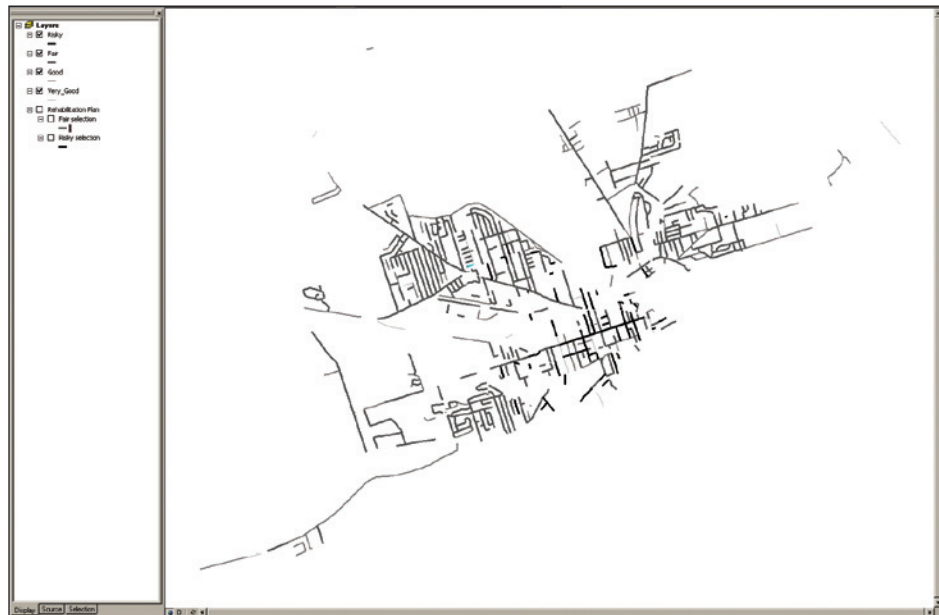 Layers
Risky
Fair
Good
Very_Good
Rehabilitation Plan
Fair selection
Risky selection
Display Source Selection